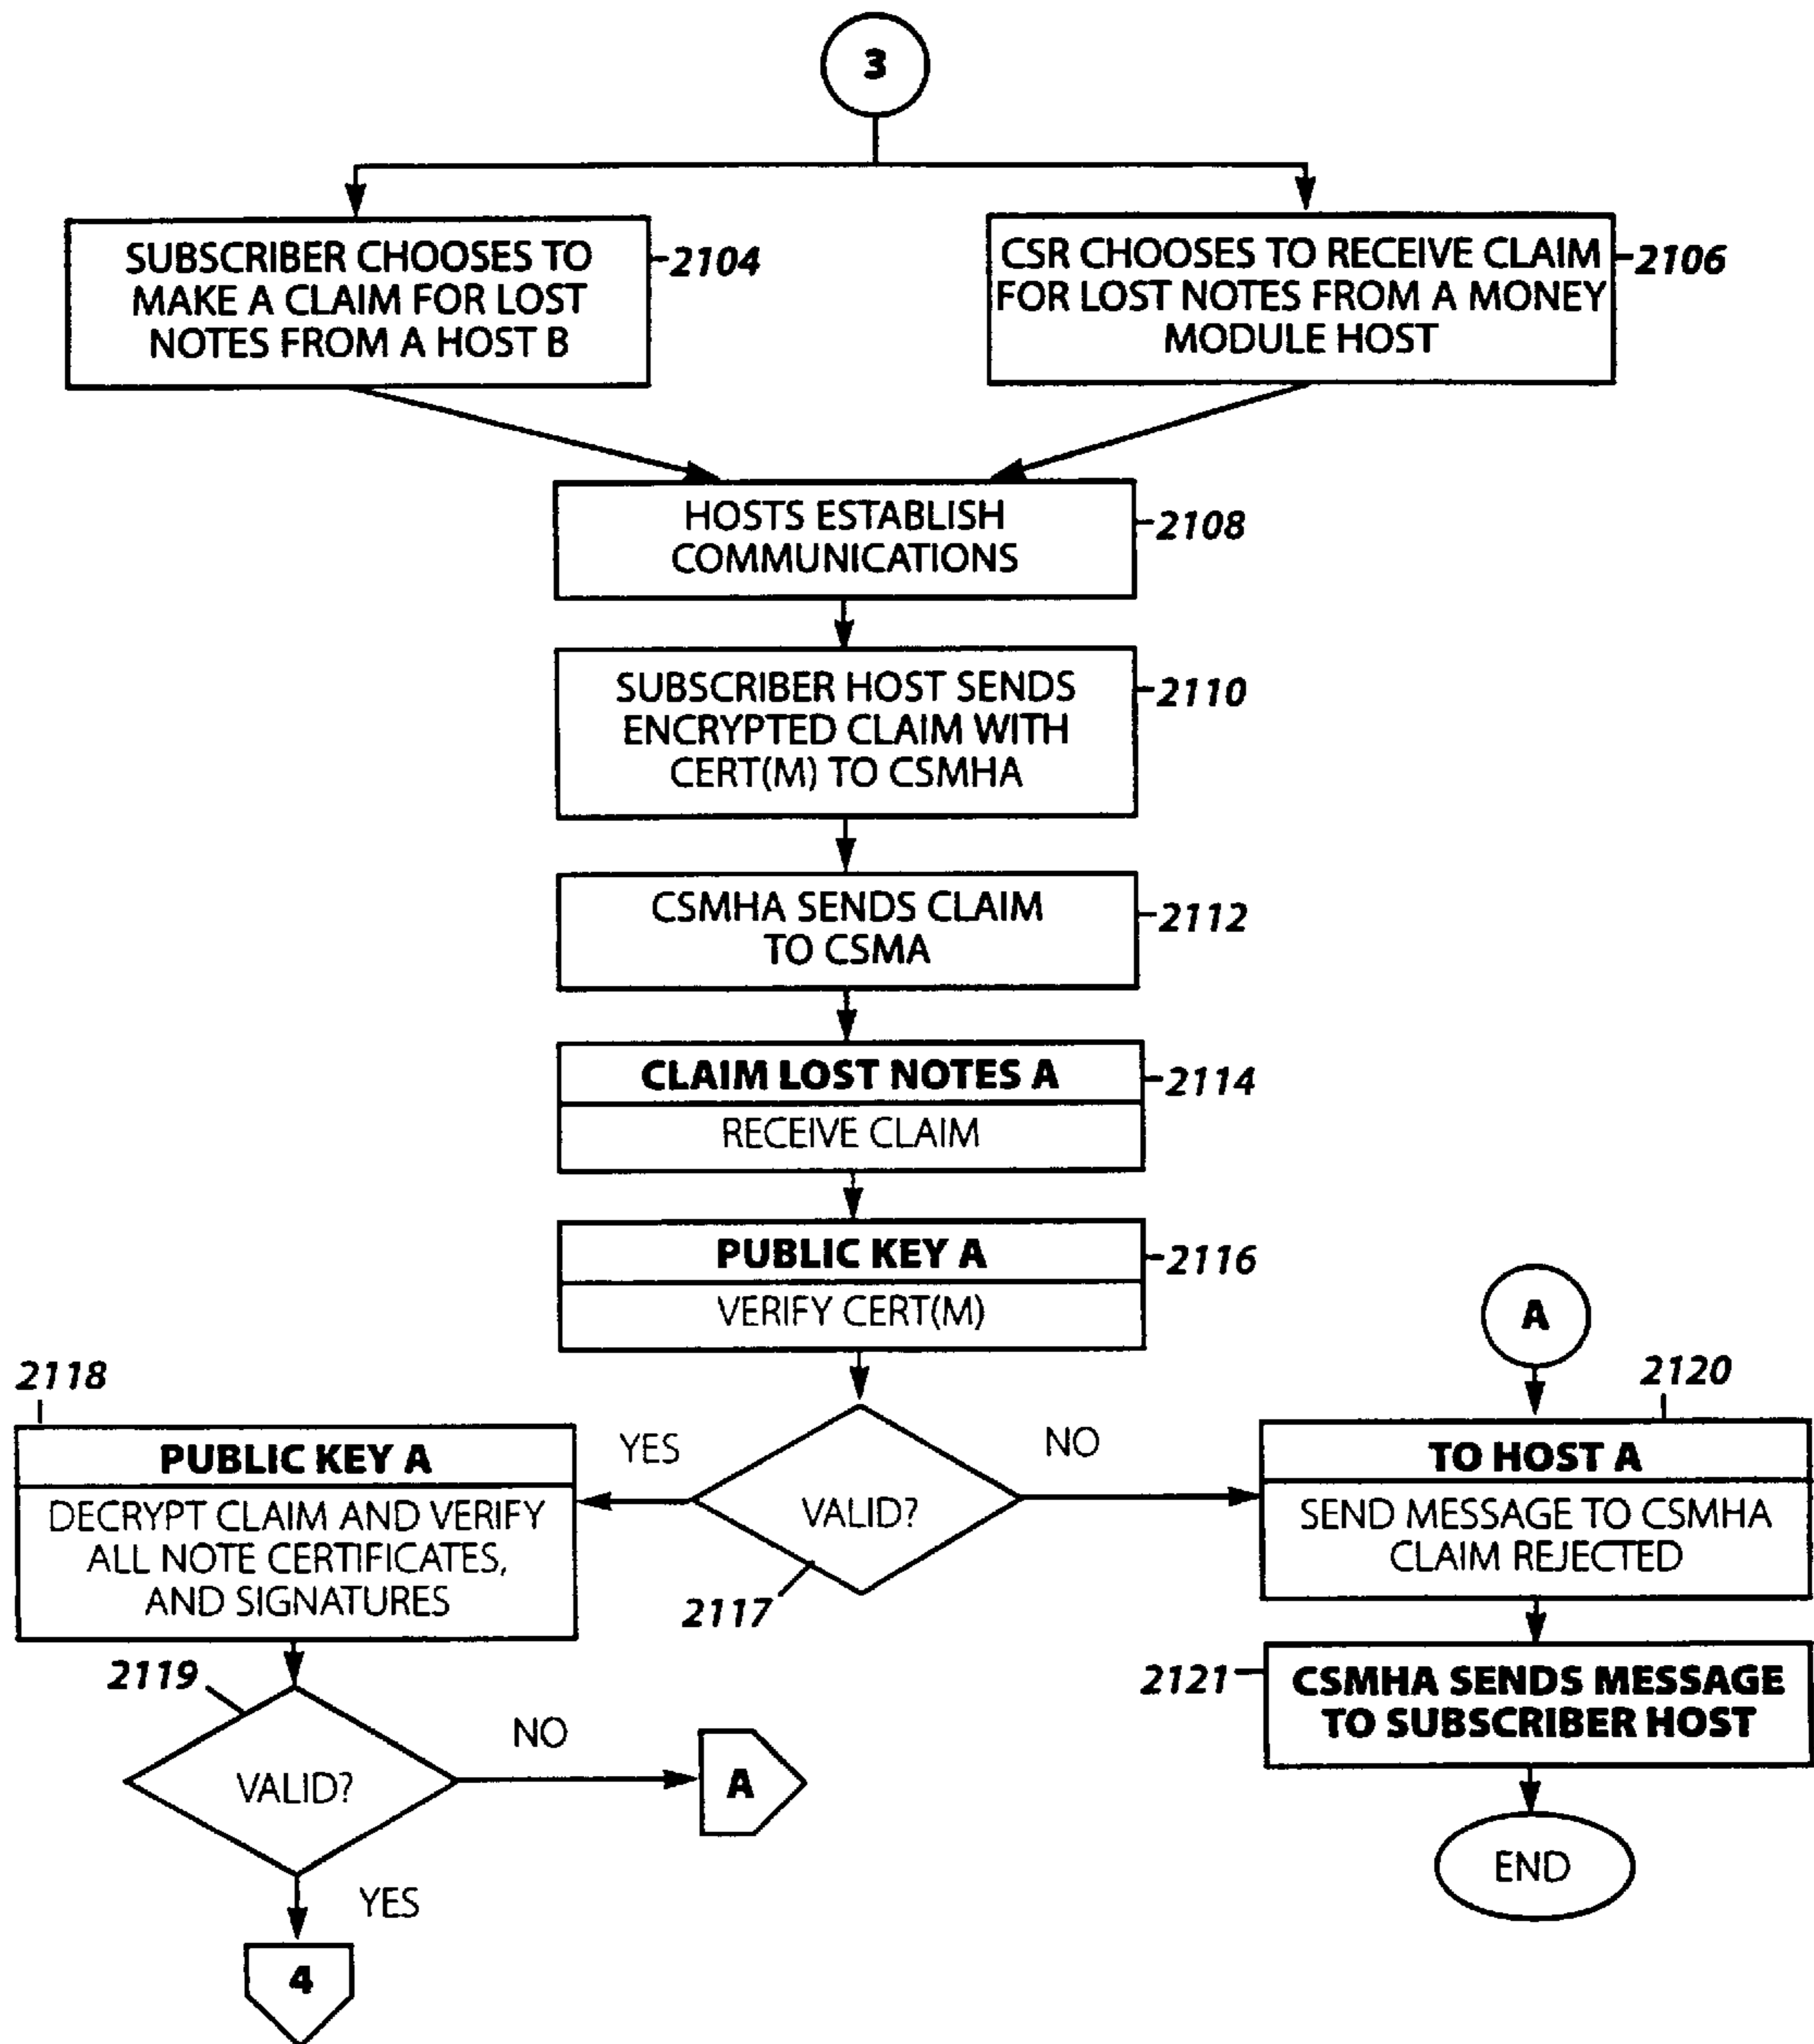 3
SUBSCRIBER CHOOSES TO
MAKE A CLAIM FOR LOST
NOTES FROM A HOST B
2104
CSR CHOOSES TO RECEIVE CLAIM
FOR LOST NOTES FROM A MONEY
MODULE HOST
2106
HOSTS ESTABLISH
COMMUNICATIONS
2108
SUBSCRIBER HOST SENDS
ENCRYPTED CLAIM WITH
CERT(M) TO CSMHA
2110
CSMHA SENDS CLAIM
TO CSMA
2112
CLAIM LOST NOTES A
2114
RECEIVE CLAIM
PUBLIC KEY A
2116
VERIFY CERT(M)
VALID?
2117
YES
NO
2118
PUBLIC KEY A
DECRYPT CLAIM AND VERIFY
ALL NOTE CERTIFICATES,
AND SIGNATURES
A
2120
TO HOST A
SEND MESSAGE TO CSMHA
CLAIM REJECTED
2121
CSMHA SENDS MESSAGE
TO SUBSCRIBER HOST
END
2119
VALID?
NO
A
YES
4